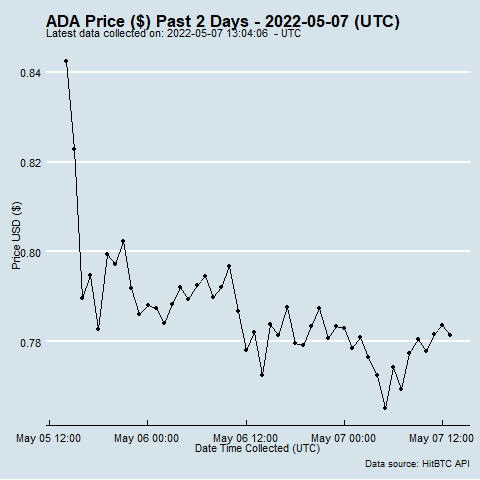 ADA Price ($) Past 2 Days - 2022-05-07 (UTC)
Latest data collected on: 2022-05-07 13:04:06  - UTC
Price USD ($)
0.84
0.82
0.80
0.78
May 05 12:00
May 06 00:00
May 06 12:00
May 07 00:00
May 07 12:00
Date Time Collected (UTC)
Data source: HitBTC API